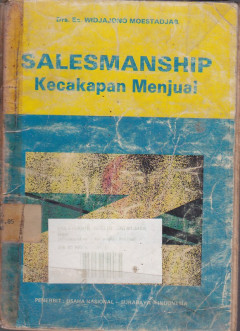 Drs. Ec. WIDJAJONO MOESTADJAB
SALESMANSHIP
Kecakapan Menjual
PENERBIT : USAHA NASIONAL - SURABAYA - INDONESIA